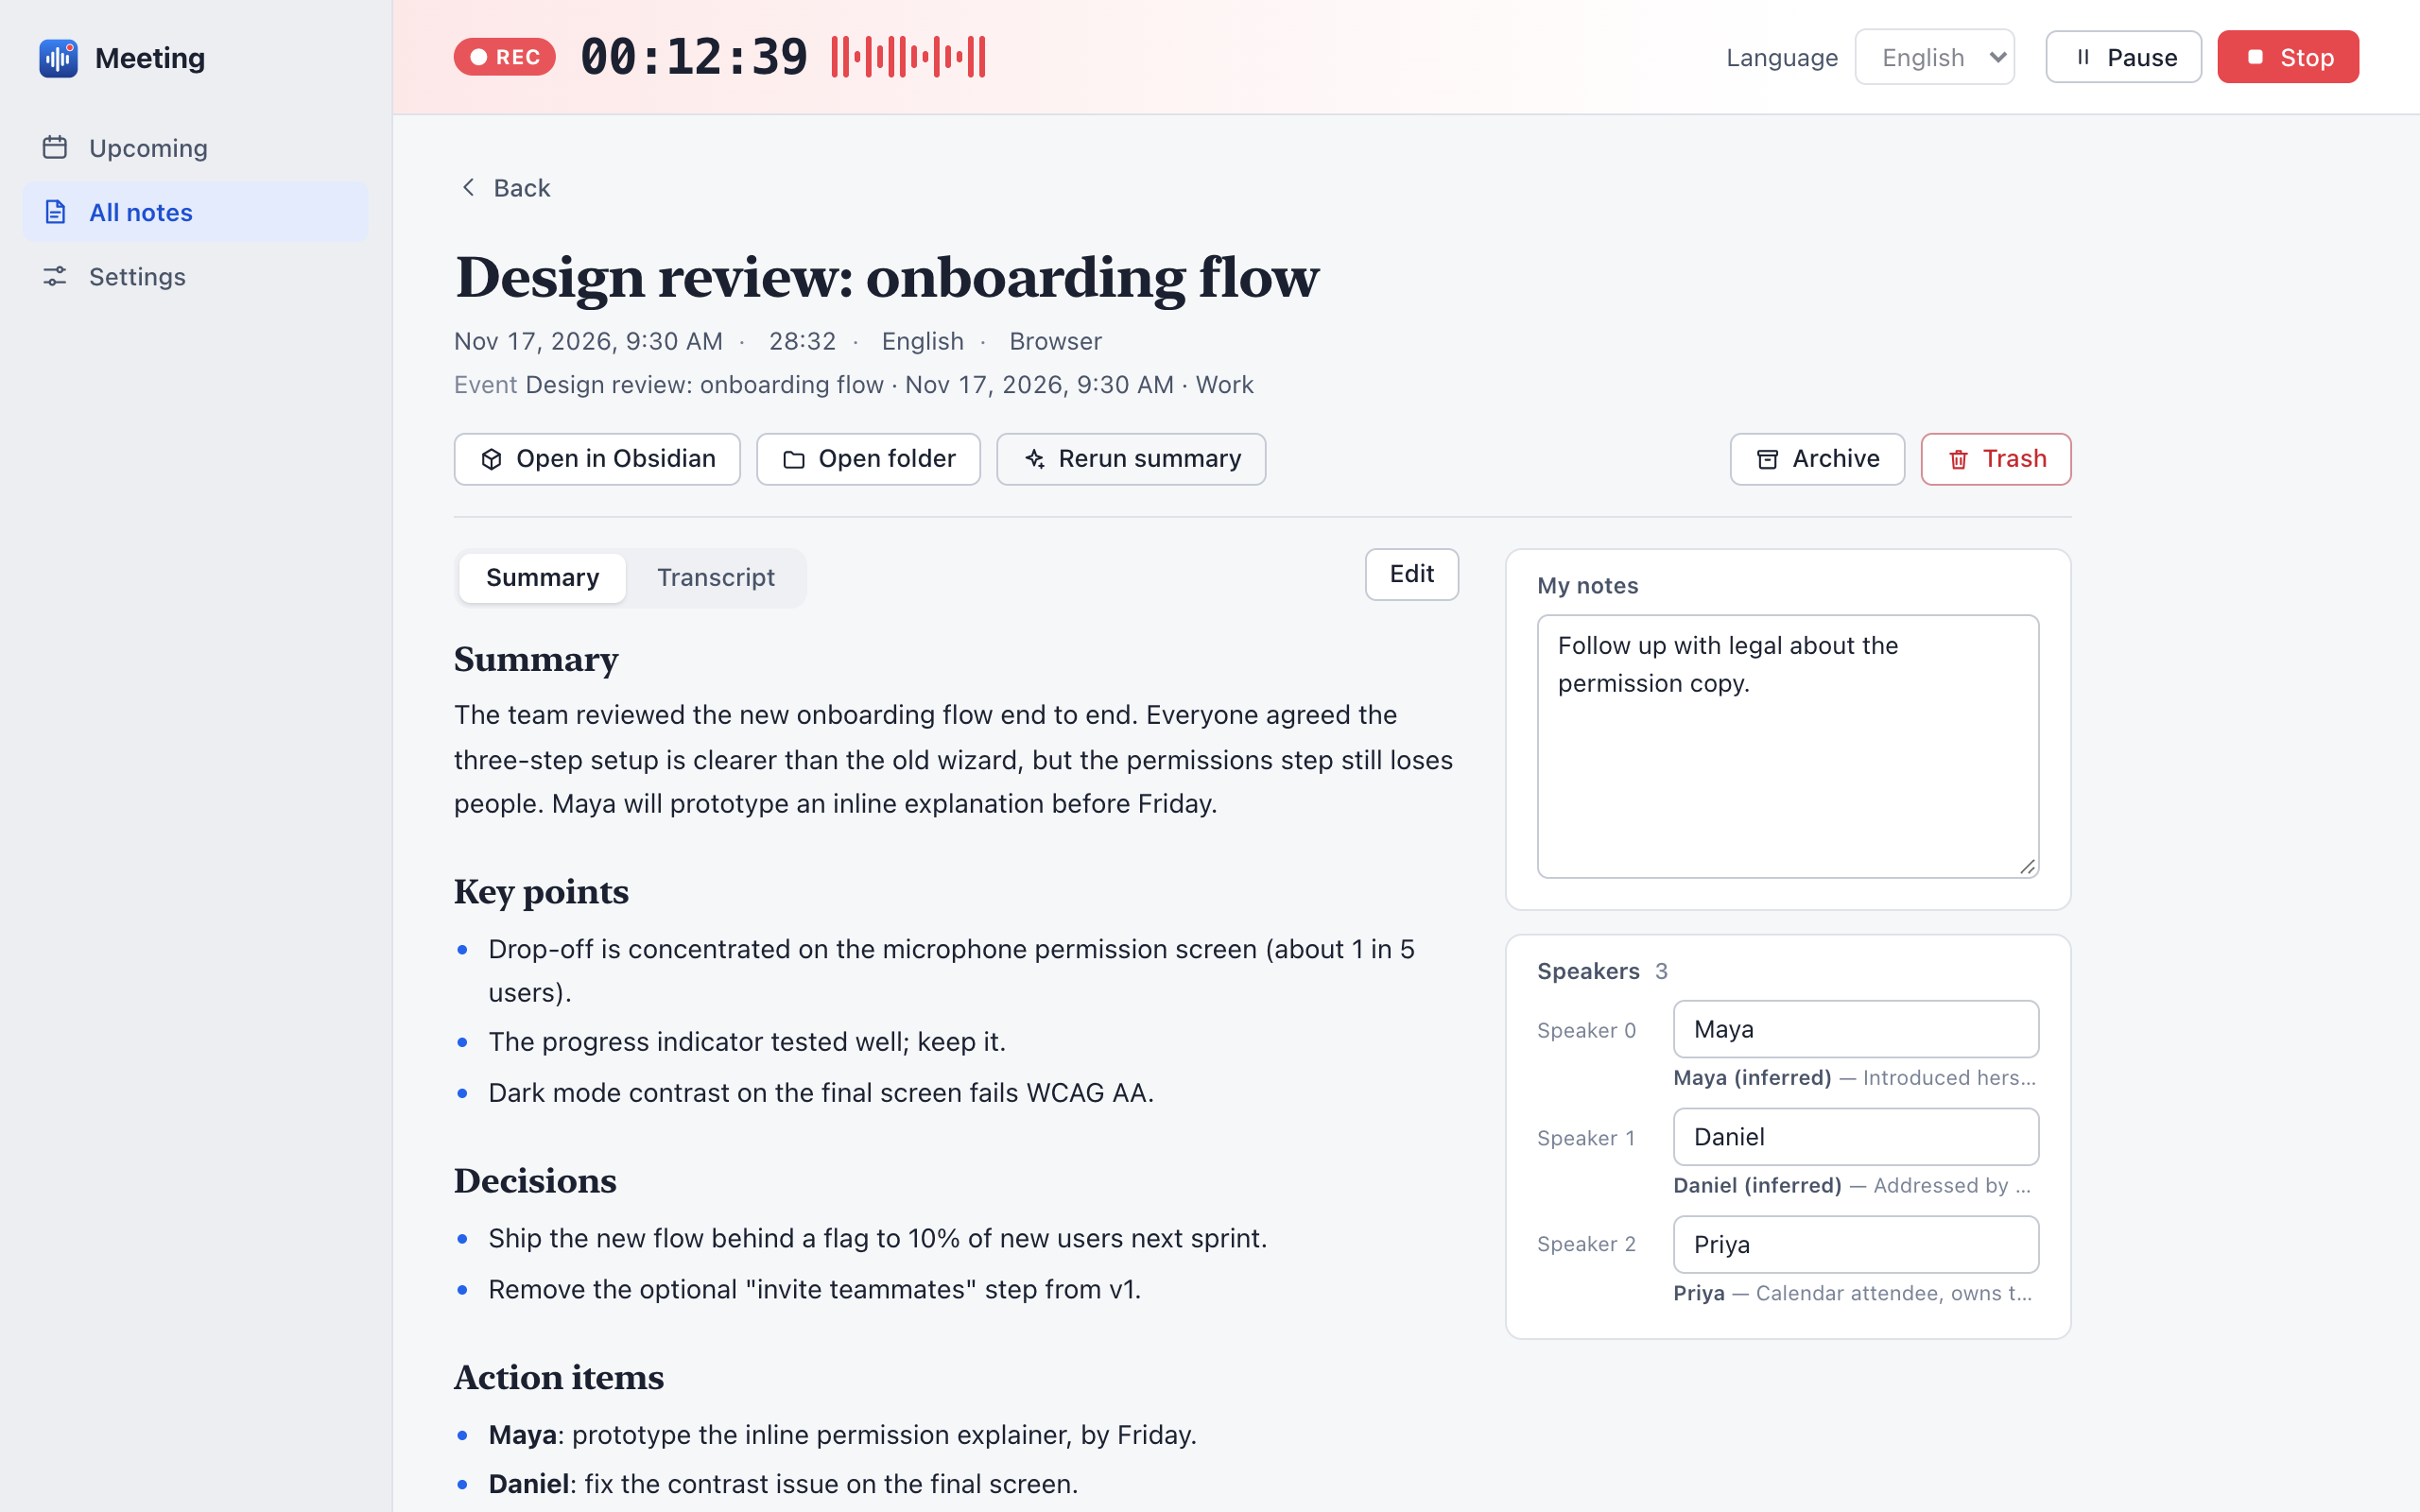 Meeting
Upcoming
All notes
Settings
REC
00:12:39
Language
English
Pause
Stop
Back
Design review: onboarding flow
Nov 17, 2026, 9:30 AM · 28:32 · English · Browser
Event Design review: onboarding flow · Nov 17, 2026, 9:30 AM · Work
Open in Obsidian
Open folder
Rerun summary
Archive
Trash
Summary
Transcript
Edit
Summary
The team reviewed the new onboarding flow end to end. Everyone agreed the
three-step setup is clearer than the old wizard, but the permissions step still loses
people. Maya will prototype an inline explanation before Friday.
Key points
Drop-off is concentrated on the microphone permission screen (about 1 in 5
users).
The progress indicator tested well; keep it.
Dark mode contrast on the final screen fails WCAG AA.
Decisions
Ship the new flow behind a flag to 10% of new users next sprint.
Remove the optional "invite teammates" step from v1.
Action items
Maya: prototype the inline permission explainer, by Friday.
Daniel: fix the contrast issue on the final screen.
My notes
Follow up with legal about the
permission copy.
Speakers 3
Speaker 0
Maya
Maya (inferred) — Introduced hers...
Speaker 1
Daniel
Daniel (inferred) — Addressed by ...
Speaker 2
Priya
Priya — Calendar attendee, owns t...